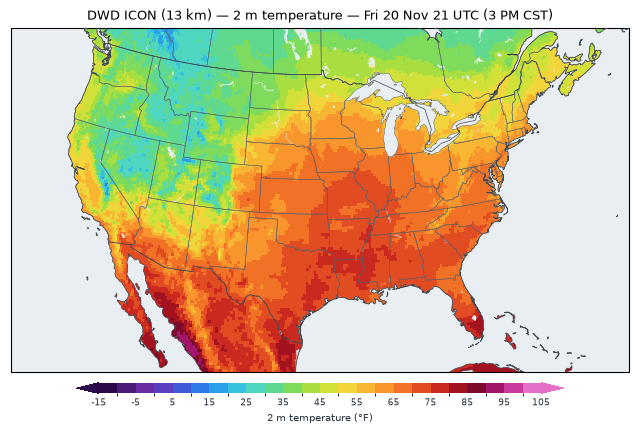 DWD ICON (13 km) — 2 m temperature — Fri 20 Nov 21 UTC (3 PM CST)
-15 -5 5 15 25 35 45 55 65 75 85 95 105
2 m temperature (°F)